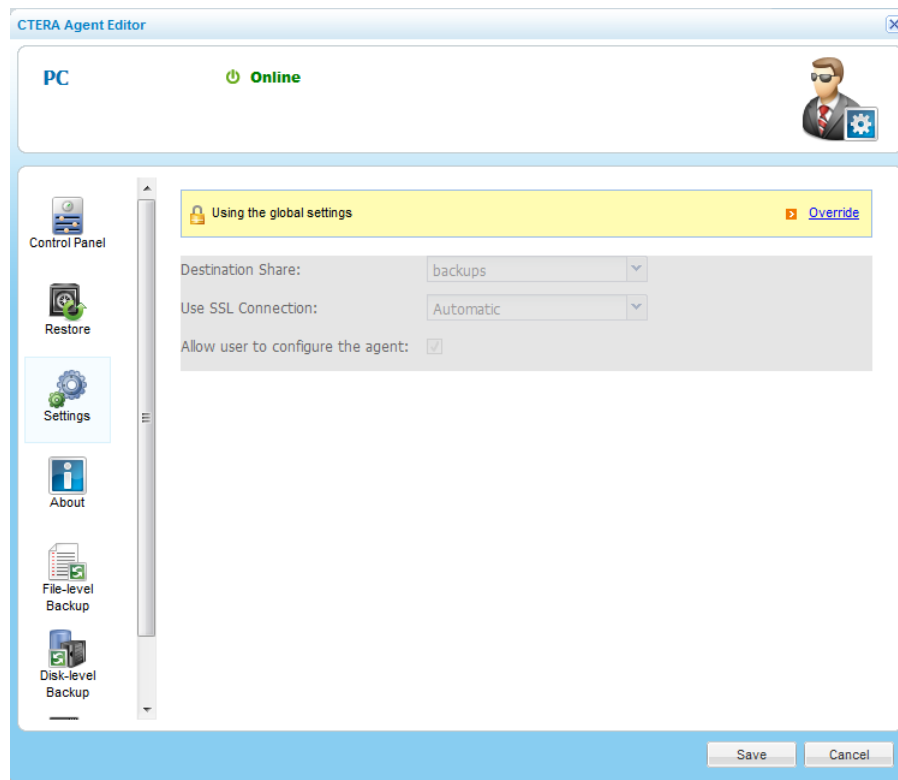 CTERA Agent Editor
PC
Online
Control Panel
Restore
Settings
About
File-level
Backup
Disk-level
Backup
Using the global settings
Override
Destination Share: backups
Use SSL Connection: Automatic
Allow user to configure the agent:
Save Cancel